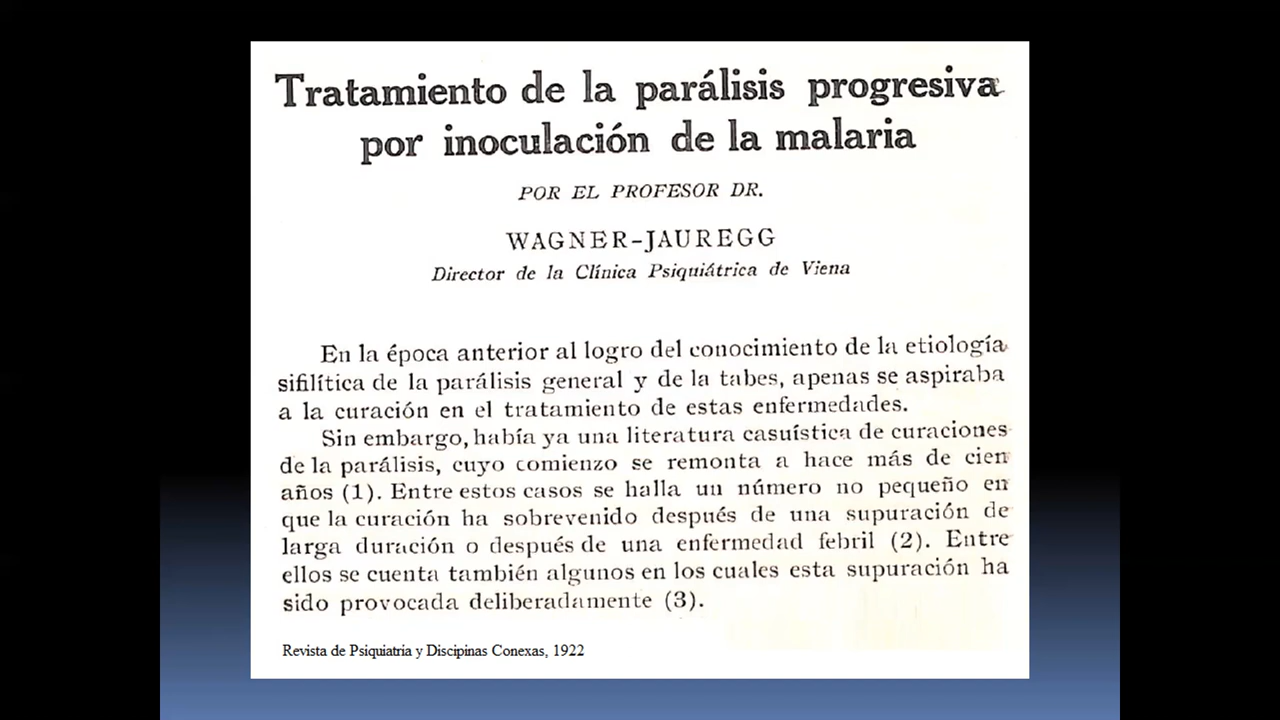 Tratamiento de la parálisis progresiva
por inoculación de la malaria
POR EL PROFESOR DR.
WAGNER-JAUREGG
Director de la Clínica Psiquiátrica de Viena
En la época anterior al logro del conocimiento de la etiología
sifilítica de la parálisis general y de la tabes, apenas se aspiraba
a la curación en el tratamiento de estas enfermedades.
Sin embargo, había ya una literatura casuística de curaciones
de la parálisis, cuyo comienzo se remonta a hace más de cien
años (1). Entre estos casos se halla un número no pequeño en
que la curación ha sobrevenido después de una supuración de
larga duración o después de una enfermedad febril (2). Entre
ellos se cuenta también algunos en los cuales esta supuración ha
sido provocada deliberadamente (3).
Revista de Psiquiatria y Discipinas Conexas, 1922